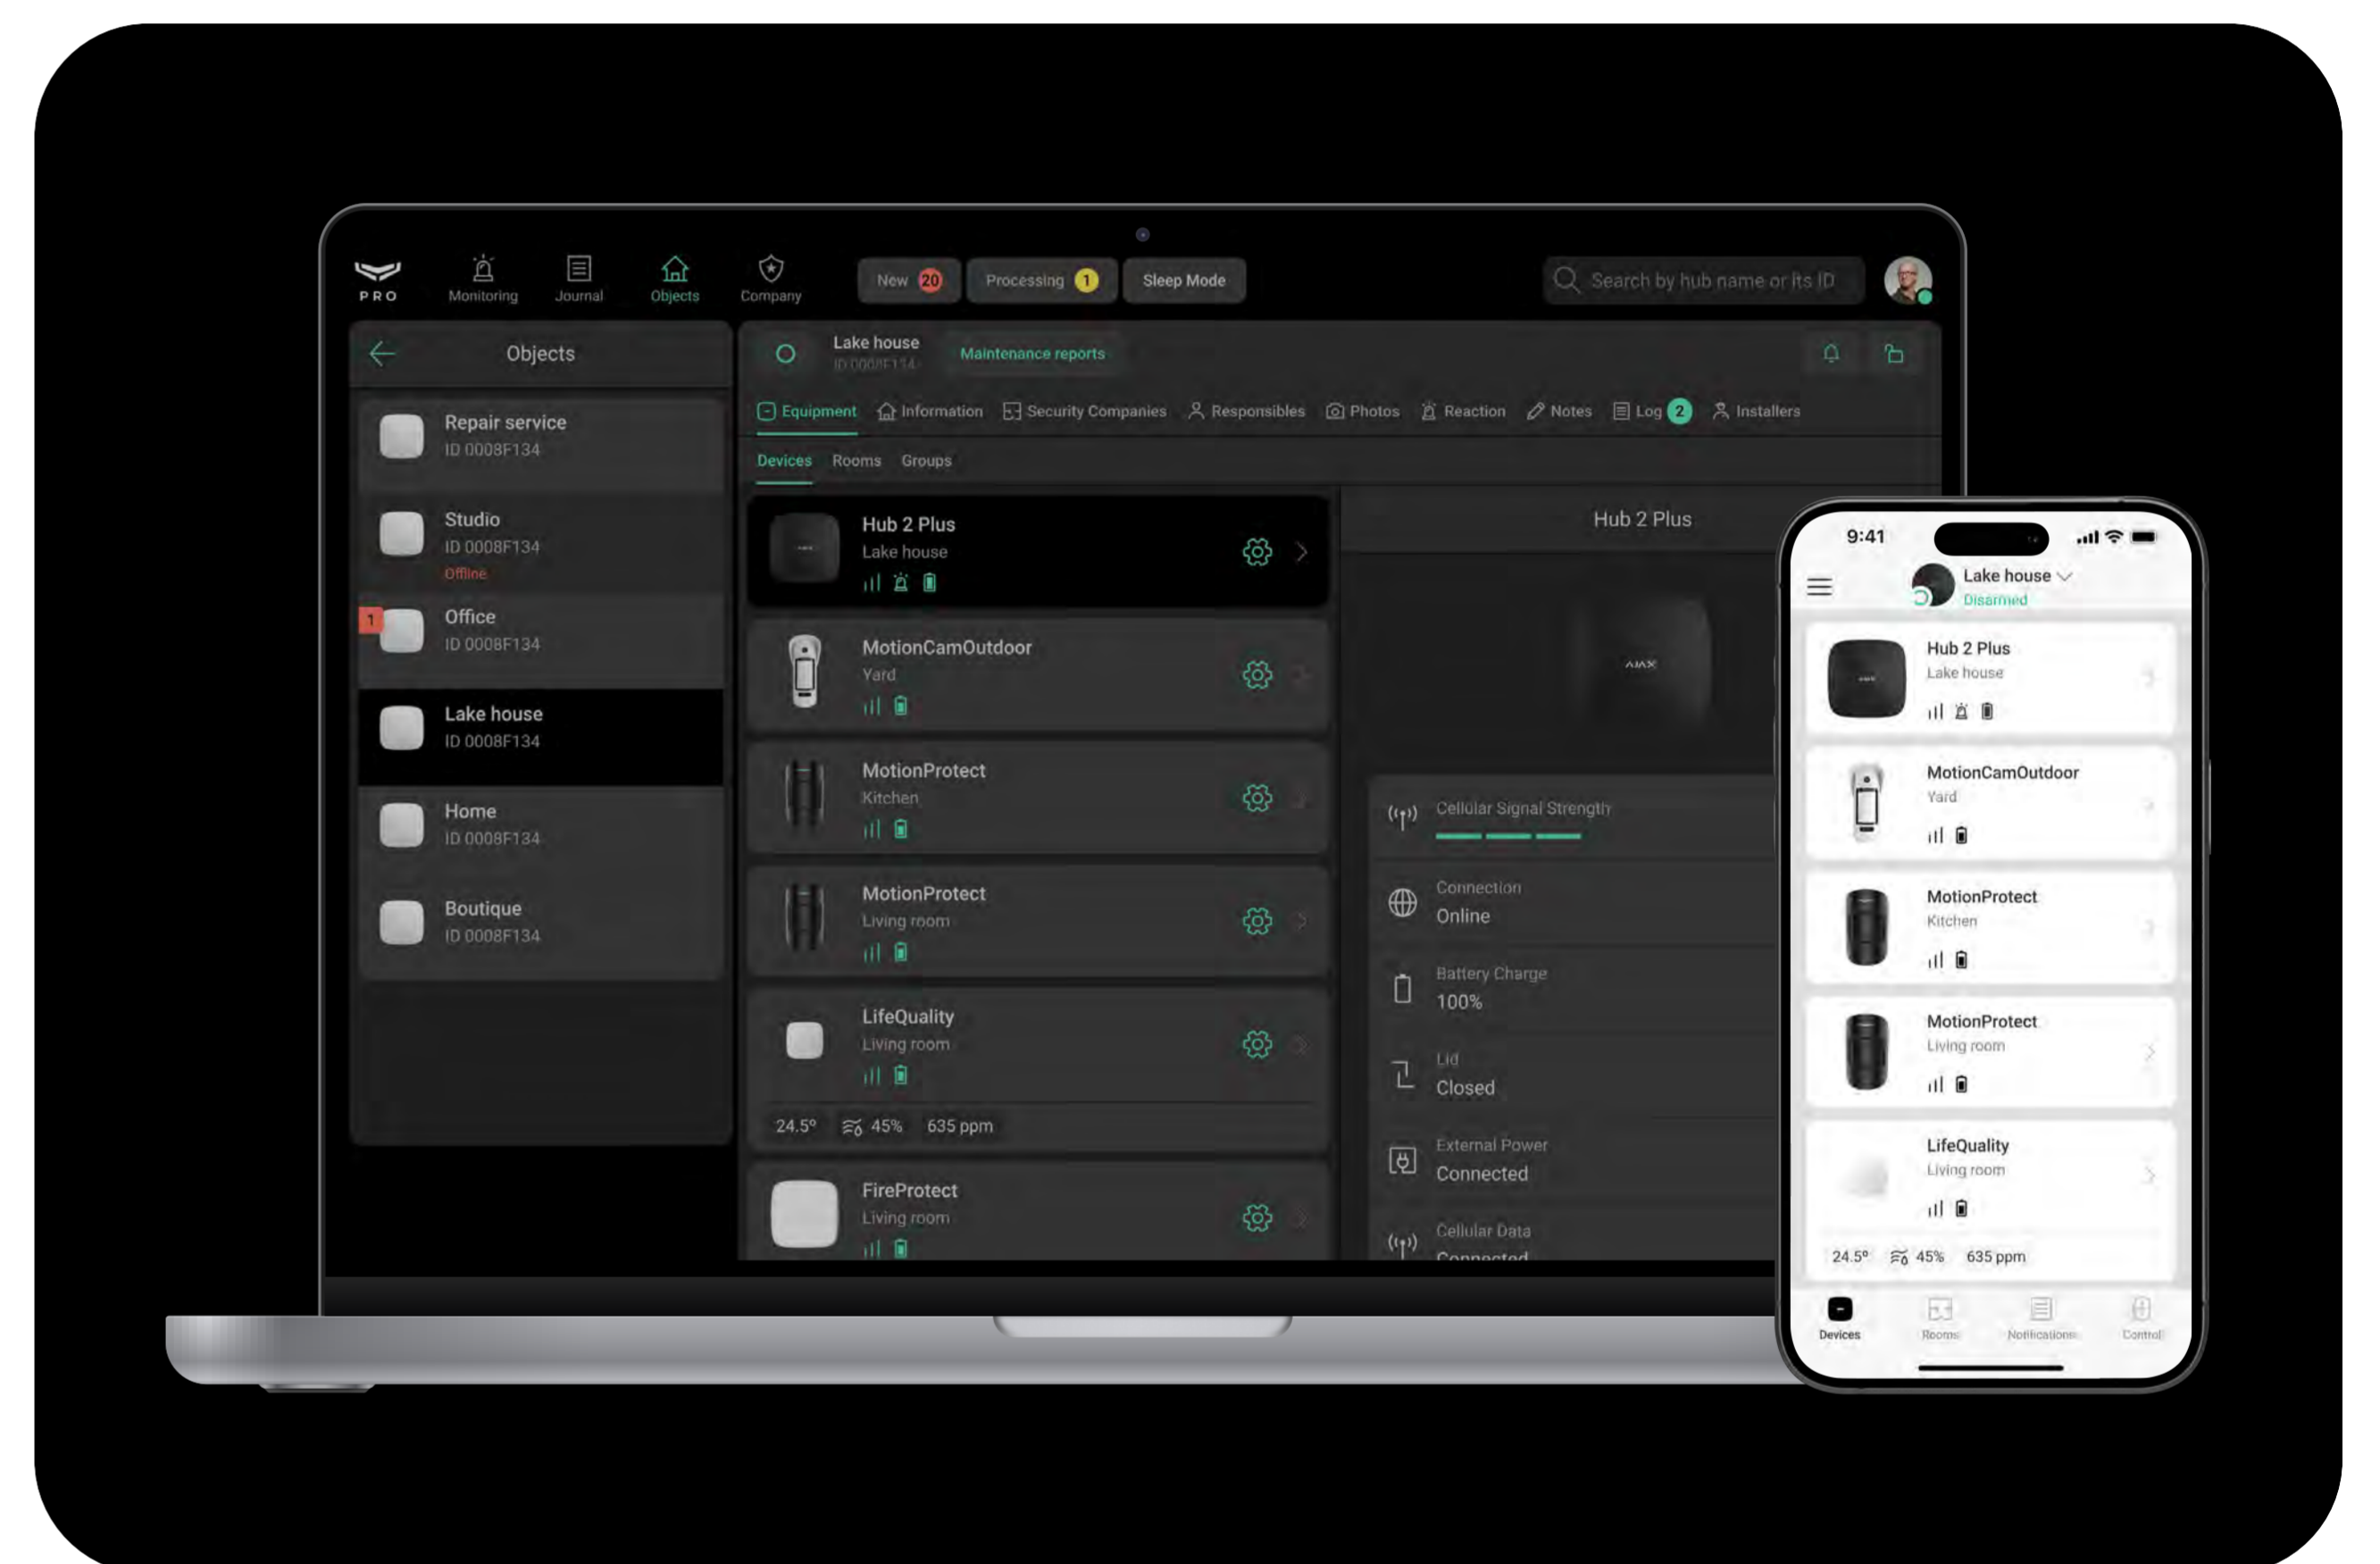 PRO
Monitoring
Journal
Objects
Company
New 20
Processing 1
Sleep Mode
Search by hub name or its ID
Objects
Repair service
ID 0008F134
Studio
ID 0008F134
Offline
1
Office
ID 0008F134
Lake house
ID 0008F134
Home
ID 0008F134
Boutique
ID 0008F134
Lake house
ID 0008F134
Maintenance reports
Equipment
Information
Security Companies
Responsibles
Photos
Reaction
Notes
Log 2
Installers
Devices
Rooms
Groups
Hub 2 Plus
Lake house
MotionCamOutdoor
Yard
MotionProtect
Kitchen
MotionProtect
Living room
LifeQuality
Living room
24.5° 45% 635 ppm
FireProtect
Living room
Hub 2 Plus
AJAX
Cellular Signal Strength
Connection
Online
Battery Charge
100%
Lid
Closed
External Power
Connected
Cellular Data
Connected
9:41
Lake house
Disarmed
Hub 2 Plus
Lake house
MotionCamOutdoor
Yard
MotionProtect
Kitchen
MotionProtect
Living room
LifeQuality
Living room
24.5° 45% 635 ppm
Devices
Rooms
Notifications
Control